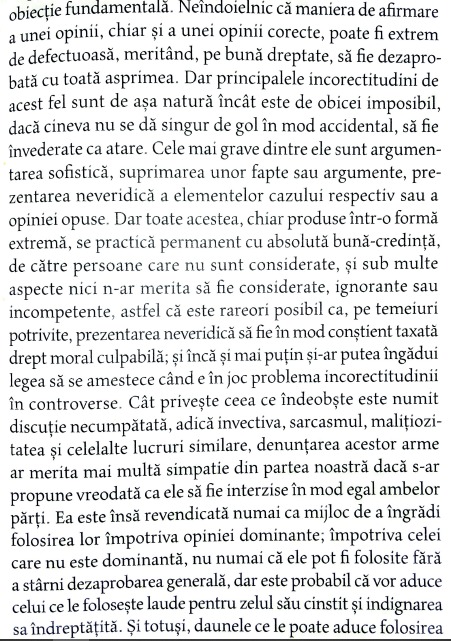 obiecție fundamentală. Neîndoielnic că maniera de afirmare
a unei opinii, chiar și a unei opinii corecte, poate fi extrem
de defectuoasă, meritând, pe bună dreptate, să fie dezapro-
bată cu toată asprimea. Dar principalele incorectitudini de
acest fel sunt de așa natură încât este de obicei imposibil,
dacă cineva nu se dă singur de gol în mod accidental, să fie
învederate ca atare. Cele mai grave dintre ele sunt argumen-
tarea sofistică, suprimarea unor fapte sau argumente, pre-
zentarea neveridică a elementelor cazului respectiv sau a
opiniei opuse. Dar toate acestea, chiar produse într-o formă
extremă, se practică permanent cu absolută bună-credință,
de către persoane care nu sunt considerate, și sub multe
aspecte nici n-ar merita să fie considerate, ignorante sau
incompetente, astfel că este rareori posibil ca, pe temeiuri
potrivite, prezentarea neveridică să fie în mod conștient taxată
drept moral culpabilă; și încă și mai puțin și-ar putea îngădui
legea să se amestece când e în joc problema incorectitudinii
în controverse. Cât privește ceea ce îndeobște este numit
discuție necumpătată, adică invectiva, sarcasmul, malițiozi-
tatea și celelalte lucruri similare, denunțarea acestor arme
ar merita mai multă simpatie din partea noastră dacă s-ar
propune vreodată ca ele să fie interzise în mod egal ambelor
părți. Ea este însă revendicată numai ca mijloc de a îngrădi
folosirea lor împotriva opiniei dominante; împotriva celei
care nu este dominantă, nu numai că ele pot fi folosite fără
a stârni dezaprobarea generală, dar este probabil că vor aduce
celui ce le folosește laude pentru zelul său cinstit și indignarea
sa îndreptățită. Și totuși, daunele ce le poate aduce folosirea